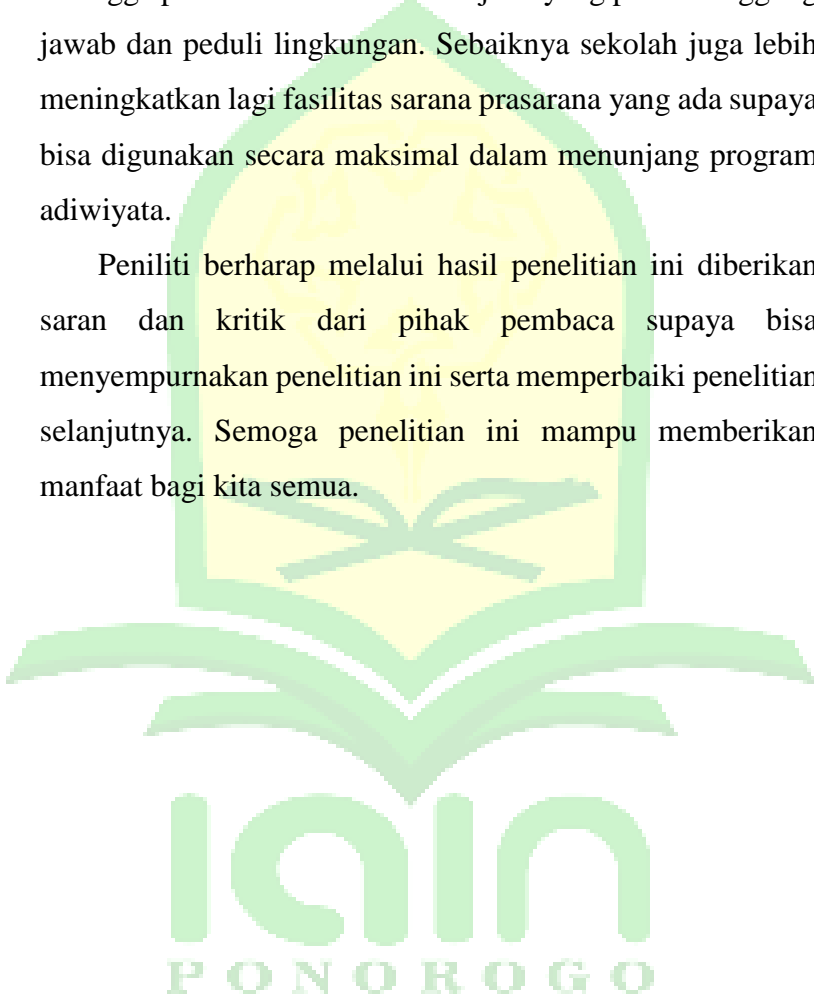 jawab dan peduli lingkungan. Sebaiknya sekolah juga lebih
meningkatkan lagi fasilitas sarana prasarana yang ada supaya
bisa digunakan secara maksimal dalam menunjang program
adiwiyata.
Peniliti berharap melalui hasil penelitian ini diberikan
saran dan kritik dari pihak pembaca supaya bisa
menyempurnakan penelitian ini serta memperbaiki penelitian
selanjutnya. Semoga penelitian ini mampu memberikan
manfaat bagi kita semua.
iain
PONOROGO